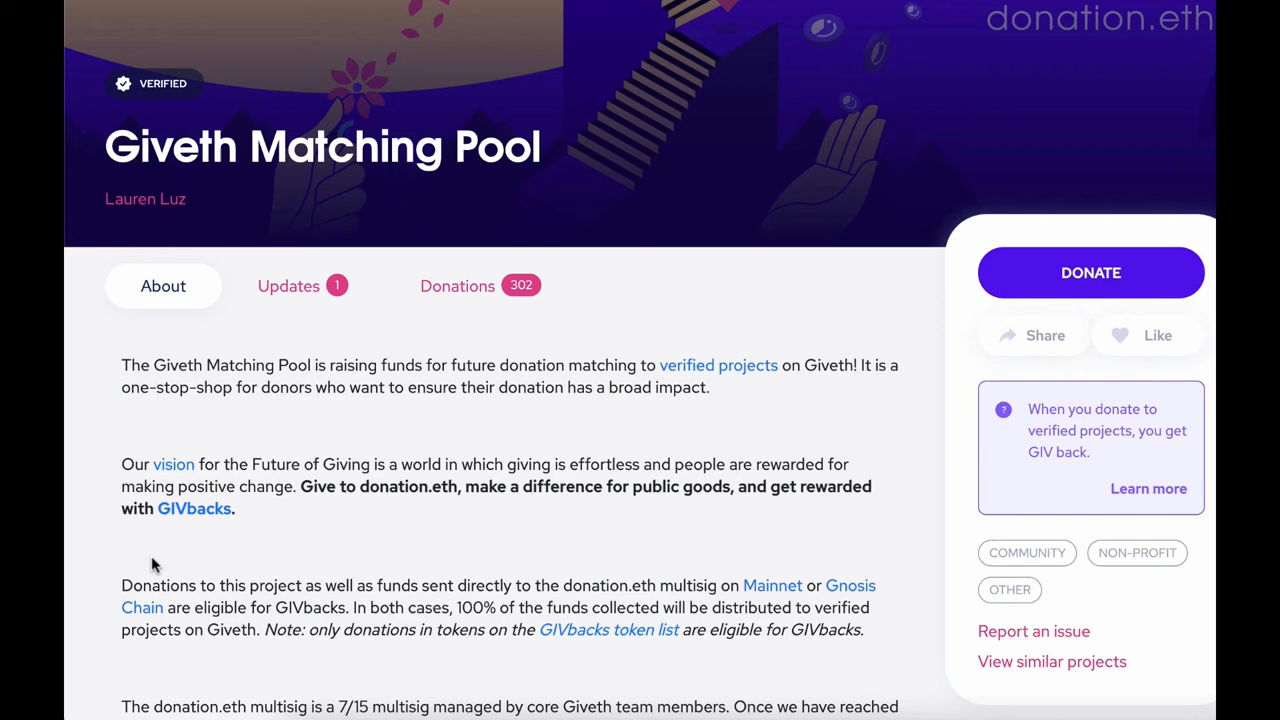 donation.eth
VERIFIED
Giveth Matching Pool
Lauren Luz
About
Updates 1
Donations 302
The Giveth Matching Pool is raising funds for future donation matching to verified projects on Giveth! It is a
one-stop-shop for donors who want to ensure their donation has a broad impact.
Our vision for the Future of Giving is a world in which giving is effortless and people are rewarded for
making positive change. Give to donation.eth, make a difference for public goods, and get rewarded
with GIVbacks.
Donations to this project as well as funds sent directly to the donation.eth multisig on Mainnet or Gnosis
Chain are eligible for GIVbacks. In both cases, 100% of the funds collected will be distributed to verified
projects on Giveth. Note: only donations in tokens on the GIVbacks token list are eligible for GIVbacks.
The donation.eth multisig is a 7/15 multisig managed by core Giveth team members. Once we have reached
DONATE
Share
Like
?
When you donate to
verified projects, you get
GIV back.
Learn more
COMMUNITY
NON-PROFIT
OTHER
Report an issue
View similar projects